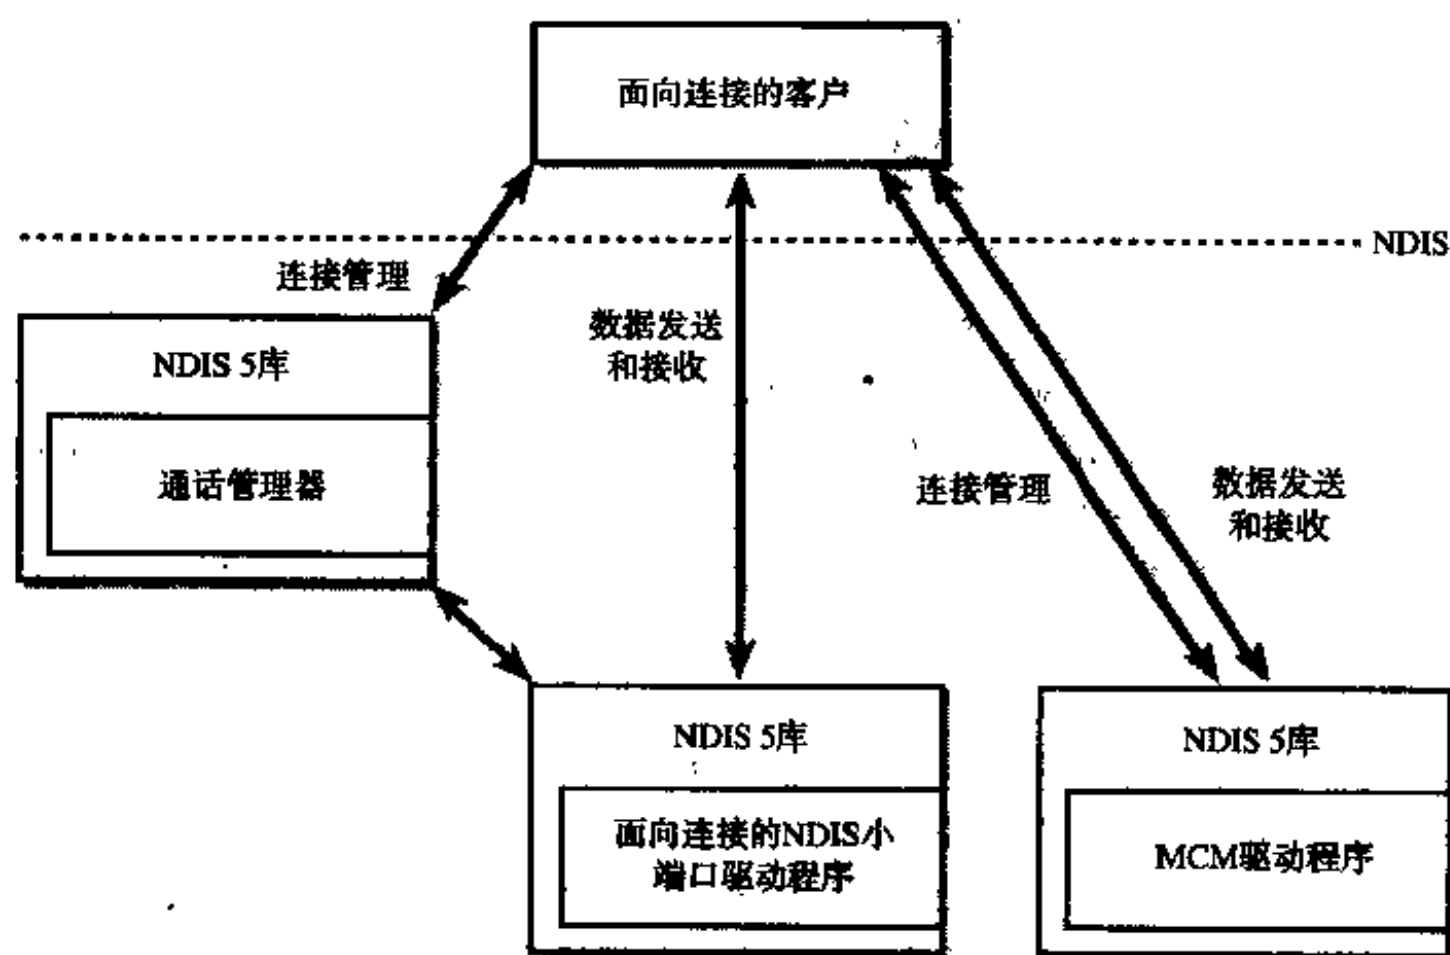 面向连接的客户
NDIS
连接管理
数据发送
和接收
NDIS 5库
通话管理器
连接管理
数据发送
和接收
NDIS 5库
面向连接的NDIS小
端口驱动程序
NDIS 5库
MCM驱动程序